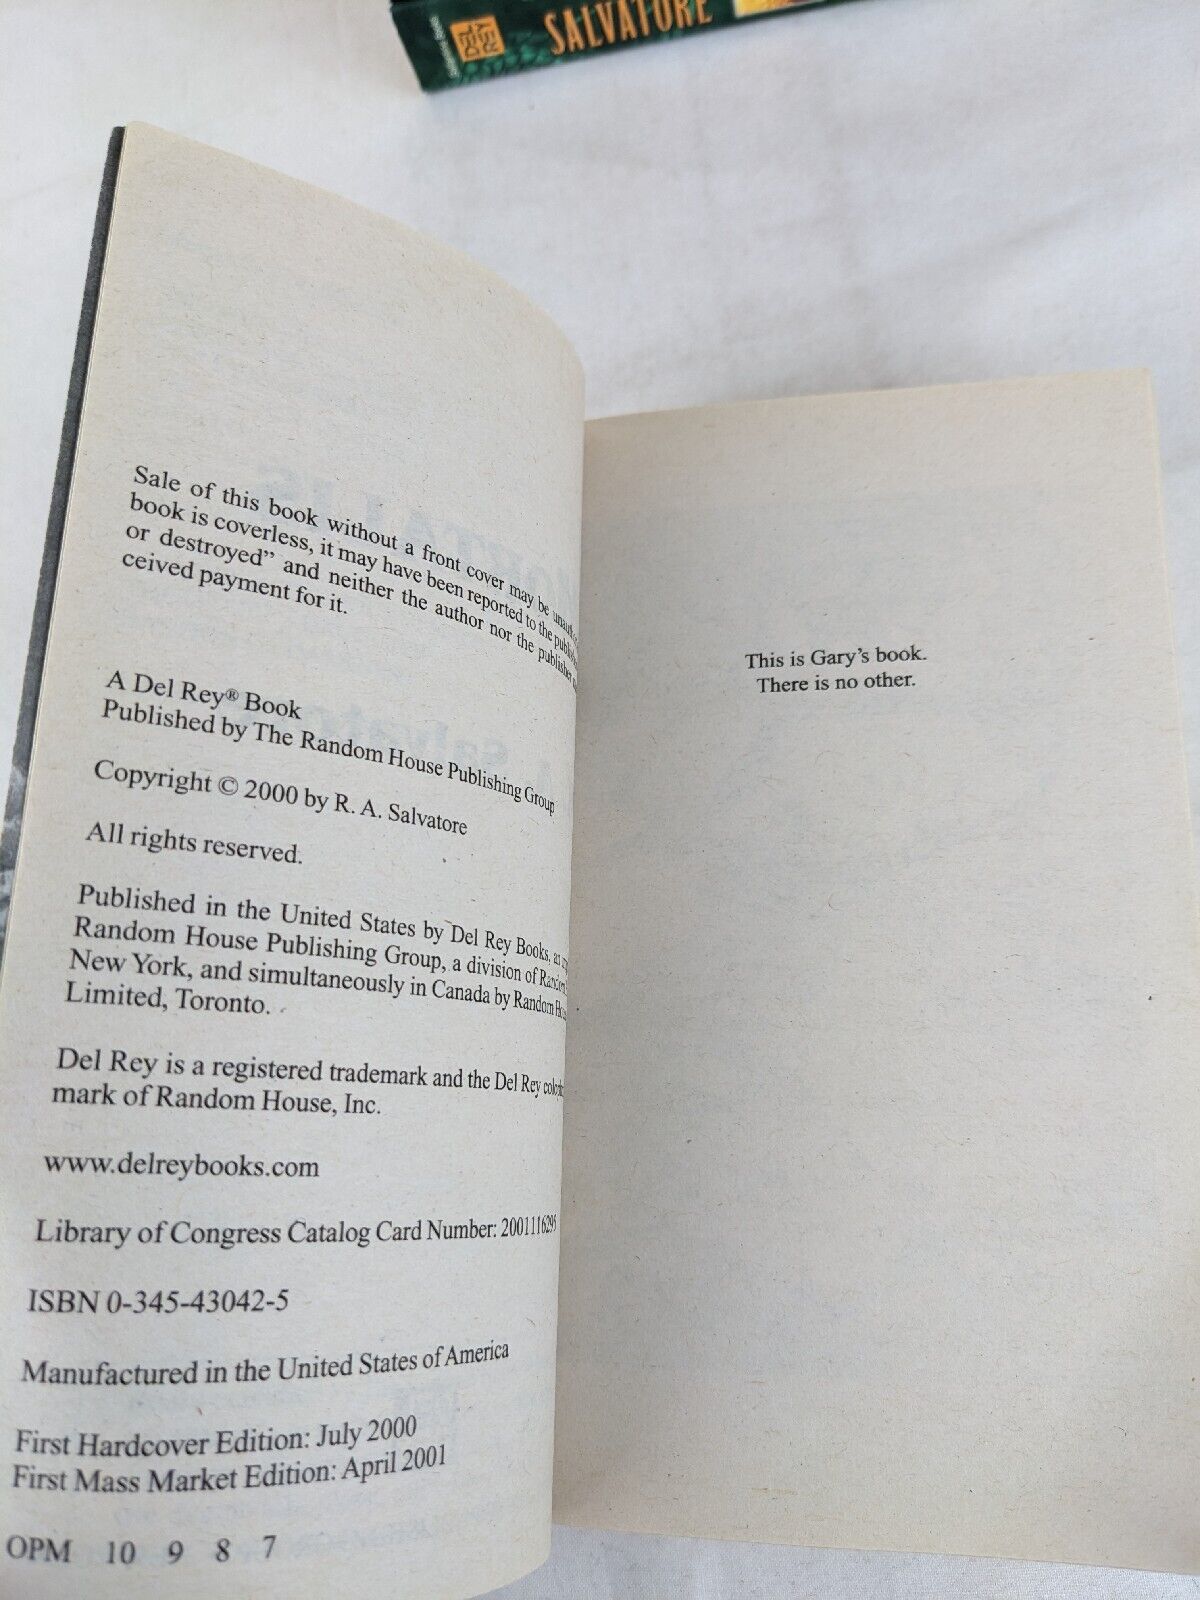 DEL
REY
SALVATORE
Sale of this book without a front cover may be
book is coverless, it may have been reported to the
or destroyed” and neither the author nor the publisher
ceived payment for it.
A Del Rey® Book
Published by The Random House Publishing Group
Copyright © 2000 by R. A. Salvatore
All rights reserved.
Published in the United States by Del Rey Books, an
Random House Publishing Group, a division of
New York, and simultaneously in Canada by Random
Limited, Toronto.
Del Rey is a registered trademark and the Del Rey
mark of Random House, Inc.
www.delreybooks.com
Library of Congress Catalog Card Number: 2001116295
ISBN 0-345-43042-5
Manufactured in the United States of America
First Hardcover Edition: July 2000
First Mass Market Edition: April 2001
OPM 10 9 8 7
This is Gary’s book.
There is no other.